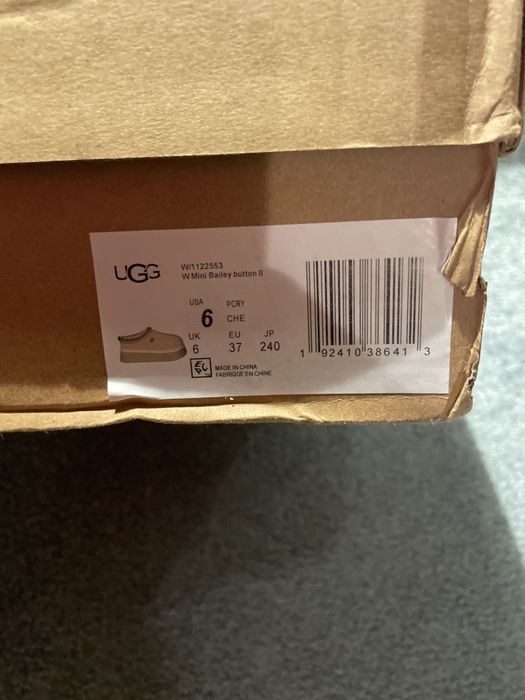 UGG
W/1122553
W Mini Bailey button II
USA PCRY
6 CHE
UK EU JP
6 37 240
MADE IN CHINA
FABRIQUE EN CHINE
1 92410 38641 3